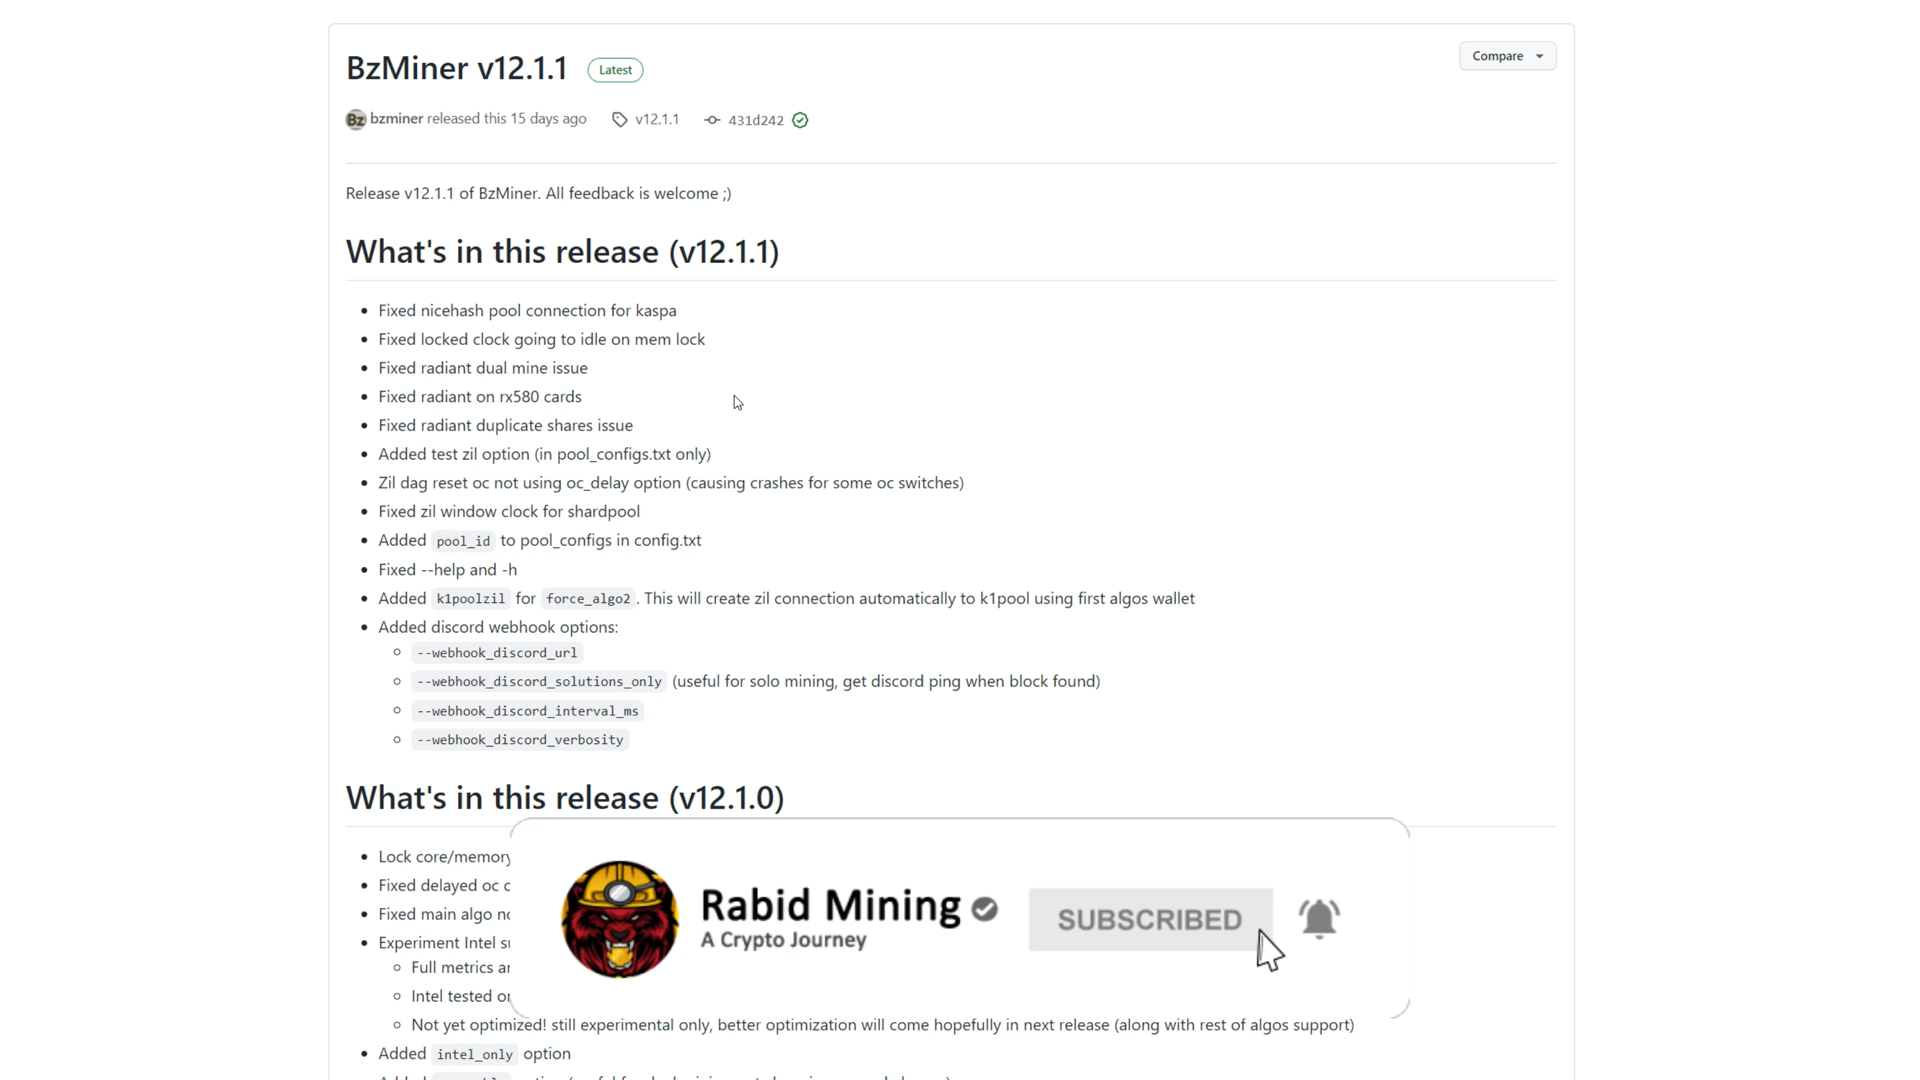 BzMiner v12.1.1 Latest Compare
Bz bzminer released this 15 days ago v12.1.1 431d242
Release v12.1.1 of BzMiner. All feedback is welcome ;)
What's in this release (v12.1.1)
Fixed nicehash pool connection for kaspa
Fixed locked clock going to idle on mem lock
Fixed radiant dual mine issue
Fixed radiant on rx580 cards
Fixed radiant duplicate shares issue
Added test zil option (in pool_configs.txt only)
Zil dag reset oc not using oc_delay option (causing crashes for some oc switches)
Fixed zil window clock for shardpool
Added pool_id to pool_configs in config.txt
Fixed --help and -h
Added k1poolzil for force_algo2. This will create zil connection automatically to k1pool using first algos wallet
Added discord webhook options:
--webhook_discord_url
--webhook_discord_solutions_only (useful for solo mining, get discord ping when block found)
--webhook_discord_interval_ms
--webhook_discord_verbosity
What's in this release (v12.1.0)
Lock core/memory
Fixed delayed oc
Fixed main algo
Experiment Intel
Full metrics
Intel tested
Not yet optimized! still experimental only, better optimization will come hopefully in next release (along with rest of algos support)
Added intel_only option
Rabid Mining
A Crypto Journey
SUBSCRIBED